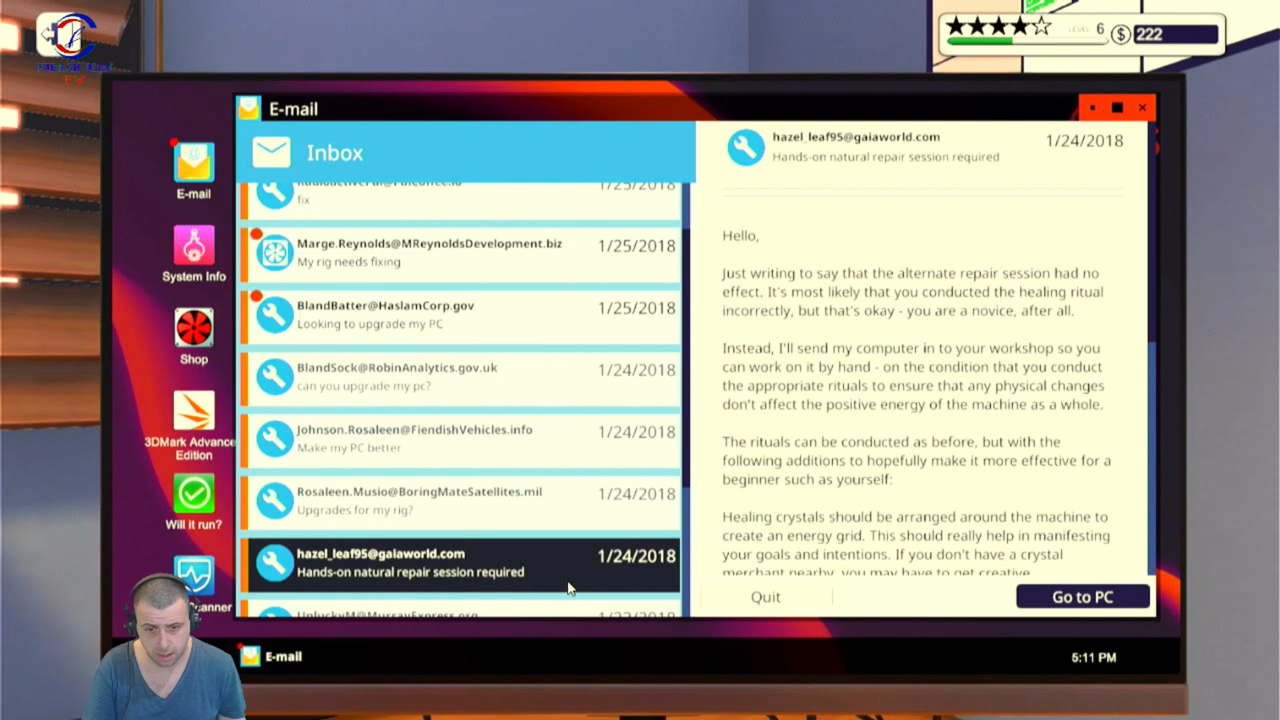 LEVEL 6
$ 222
E-mail
Inbox
1/25/2018
fix
Marge.Reynolds@MReynoldsDevelopment.biz
1/25/2018
My rig needs fixing
BlandBatter@HaslamCorp.gov
1/25/2018
Looking to upgrade my PC
BlandSock@RobinAnalytics.gov.uk
1/24/2018
can you upgrade my pc?
Johnson.Rosaleen@FiendishVehicles.info
1/24/2018
Make my PC better
Rosaleen.Musio@BoringMateSatellites.mil
1/24/2018
Upgrades for my rig?
hazel_leaf95@gaiaworld.com
1/24/2018
Hands-on natural repair session required
hazel_leaf95@gaiaworld.com
1/24/2018
Hands-on natural repair session required
Hello,
Just writing to say that the alternate repair session had no
effect. It's most likely that you conducted the healing ritual
incorrectly, but that's okay - you are a novice, after all.
Instead, I'll send my computer in to your workshop so you
can work on it by hand - on the condition that you conduct
the appropriate rituals to ensure that any physical changes
don't affect the positive energy of the machine as a whole.
The rituals can be conducted as before, but with the
following additions to hopefully make it more effective for a
beginner such as yourself:
Healing crystals should be arranged around the machine to
create an energy grid. This should really help in manifesting
your goals and intentions. If you don't have a crystal
merchant nearby, you may have to get creative
Quit
Go to PC
E-mail
System Info
Shop
3DMark Advance
Edition
Will it run?
E-mail
5:11 PM